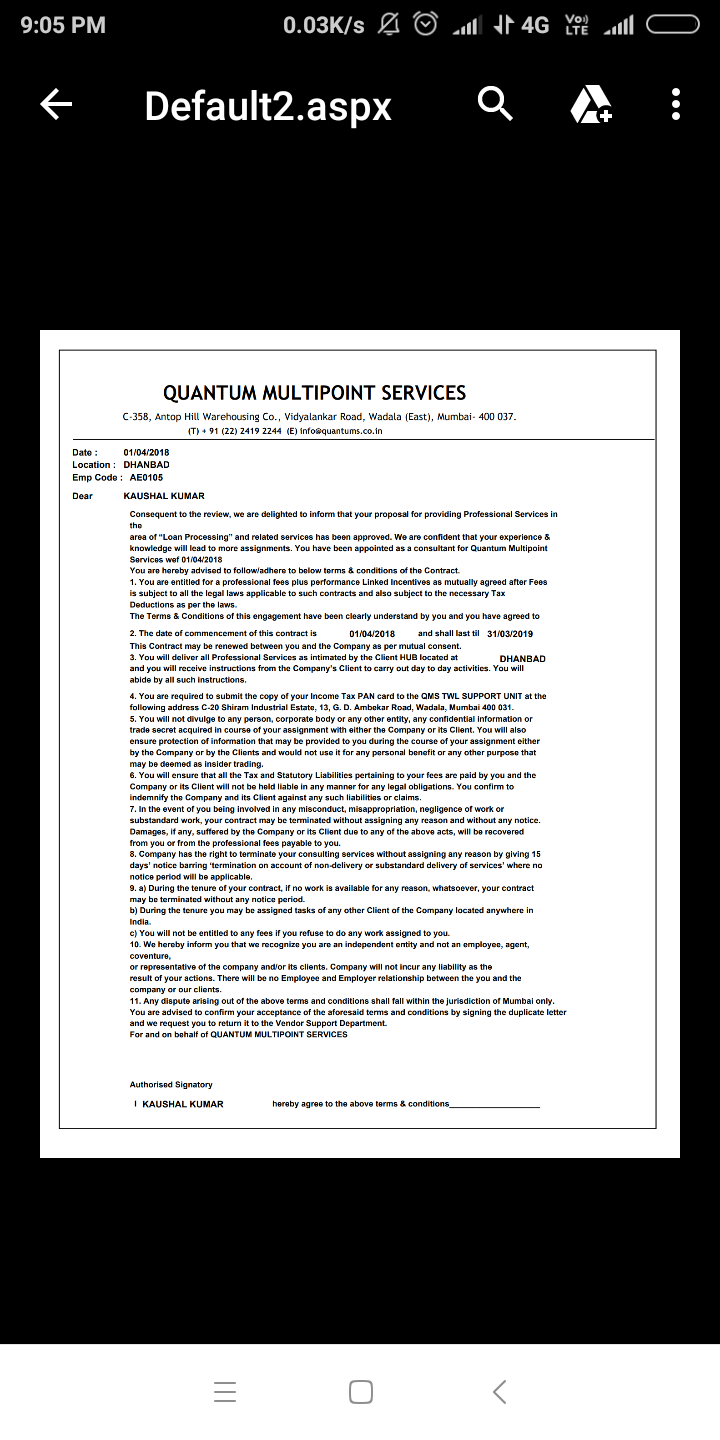 9:05 PM 0.03K/s 4G VoLTE
Default2.aspx
QUANTUM MULTIPOINT SERVICES
C-358, Antop Hill Warehousing Co., Vidyalankar Road, Wadala (East), Mumbai- 400 037.
(T) + 91 (22) 2419 2244 (E) info@quantums.co.in
Date : 01/04/2018
Location : DHANBAD
Emp Code : AE0105
Dear KAUSHAL KUMAR
Consequent to the review, we are delighted to inform that your proposal for providing Professional Services in
the
area of “Loan Processing” and related services has been approved. We are confident that your experience &
knowledge will lead to more assignments. You have been appointed as a consultant for Quantum Multipoint
Services wef 01/04/2018
You are hereby advised to follow/adhere to below terms & conditions of the Contract.
1. You are entitled for a professional fees plus performance Linked Incentives as mutually agreed after Fees
is subject to all the legal laws applicable to such contracts and also subject to the necessary Tax
Deductions as per the laws.
The Terms & Conditions of this engagement have been clearly understand by you and you have agreed to
2. The date of commencement of this contract is 01/04/2018 and shall last til 31/03/2019
This Contract may be renewed between you and the Company as per mutual consent.
3. You will deliver all Professional Services as intimated by the Client HUB located at DHANBAD
and you will receive instructions from the Company's Client to carry out day to day activities. You will
abide by all such instructions.
4. You are required to submit the copy of your Income Tax PAN card to the QMS TWL SUPPORT UNIT at the
following address C-20 Shiram Industrial Estate, 13, G. D. Ambekar Road, Wadala, Mumbai 400 031.
5. You will not divulge to any person, corporate body or any other entity, any confidential information or
trade secret acquired in course of your assignment with either the Company or its Client. You will also
ensure protection of information that may be provided to you during the course of your assignment either
by the Company or by the Clients and would not use it for any personal benefit or any other purpose that
may be deemed as insider trading.
6. You will ensure that all the Tax and Statutory Liabilities pertaining to your fees are paid by you and the
Company or its Client will not be held liable in any manner for any legal obligations. You confirm to
indemnify the Company and its Client against any such liabilities or claims.
7. In the event of you being involved in any misconduct, misappropriation, negligence of work or
substandard work, your contract may be terminated without assigning any reason and without any notice.
Damages, if any, suffered by the Company or its Client due to any of the above acts, will be recovered
from you or from the professional fees payable to you.
8. Company has the right to terminate your consulting services without assigning any reason by giving 15
days' notice barring 'termination on account of non-delivery or substandard delivery of services' where no
notice period will be applicable.
9. a) During the tenure of your contract, if no work is available for any reason, whatsoever, your contract
may be terminated without any notice period.
b) During the tenure you may be assigned tasks of any other Client of the Company located anywhere in
India.
c) You will not be entitled to any fees if you refuse to do any work assigned to you.
10. We hereby inform you that we recognize you are an independent entity and not an employee, agent,
coventure,
or representative of the company and/or its clients. Company will not incur any liability as the
result of your actions. There will be no Employee and Employer relationship between the you and the
company or our clients.
11. Any dispute arising out of the above terms and conditions shall fall within the jurisdiction of Mumbai only.
You are advised to confirm your acceptance of the aforesaid terms and conditions by signing the duplicate letter
and we request you to return it to the Vendor Support Department.
For and on behalf of QUANTUM MULTIPOINT SERVICES
Authorised Signatory
I KAUSHAL KUMAR hereby agree to the above terms & conditions